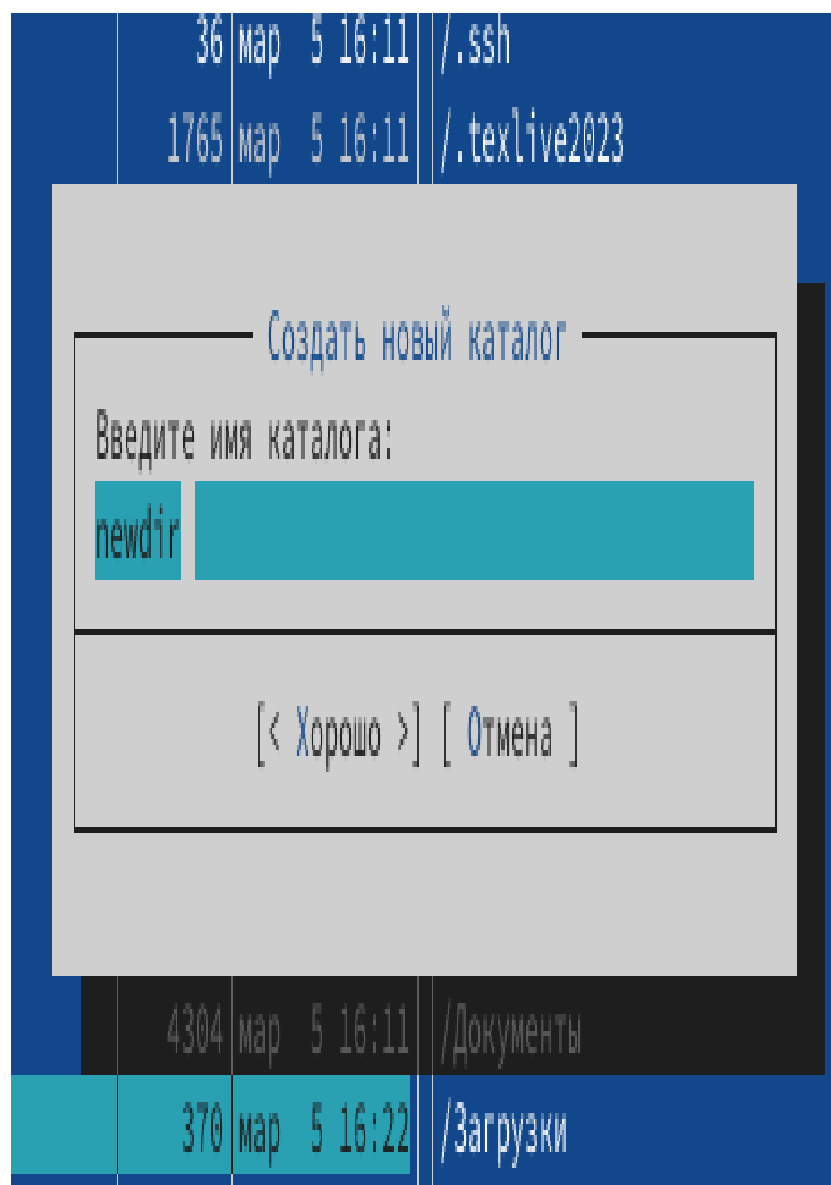 36 мар 5 16:11 /.ssh
1765 мар 5 16:11 /.texlive2023
Создать новый каталог
Введите имя каталога:
newdir
[< Хорошо >] [ Отмена ]
4304 мар 5 16:11 /Документы
370 мар 5 16:22 /Загрузки